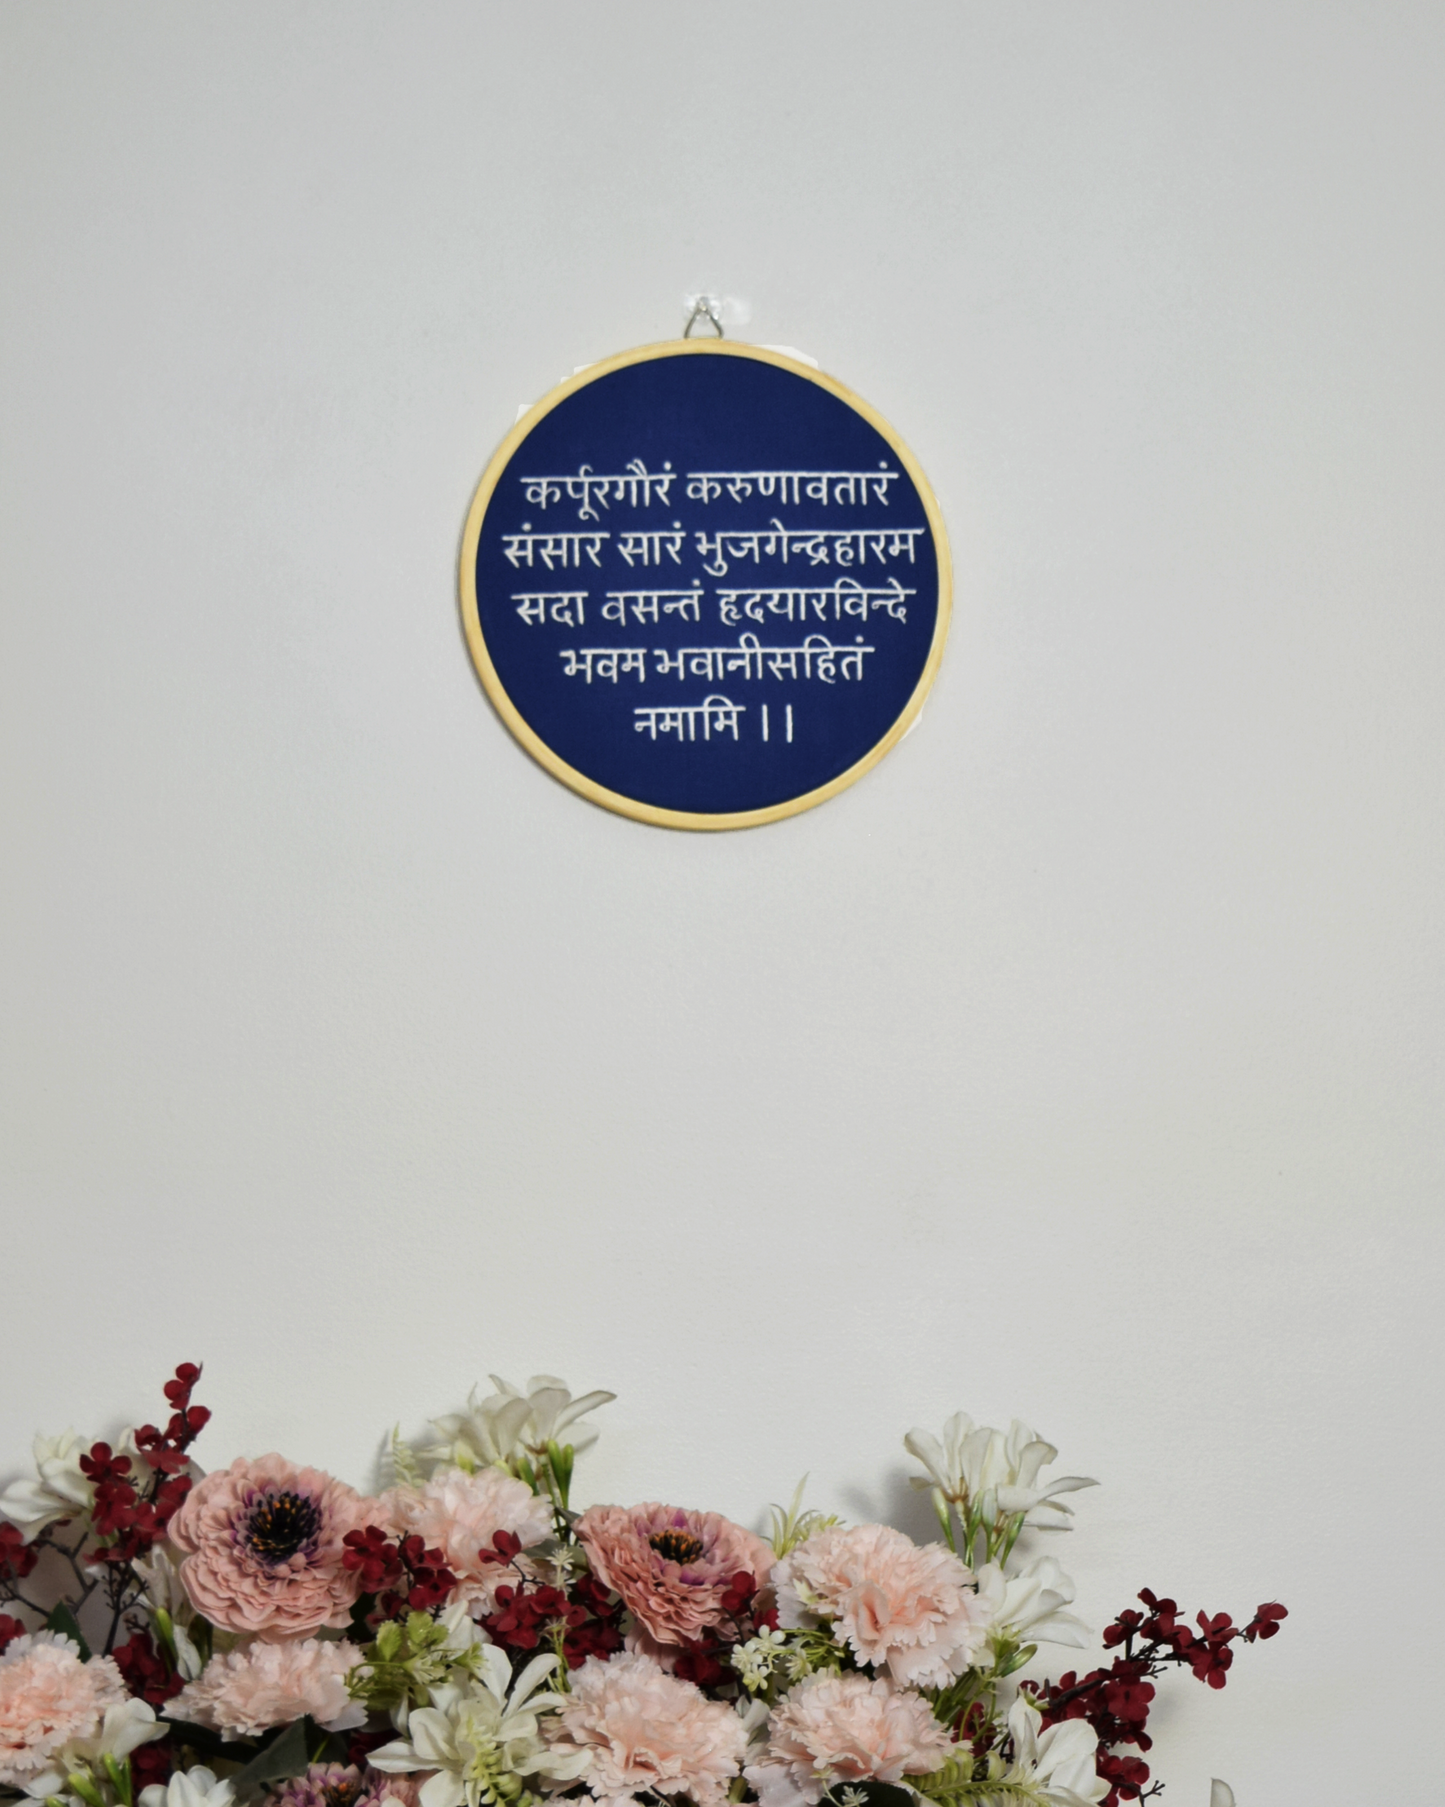 कर्पूरगौरं करुणावतारं
संसार सारं भुजगेन्द्रहारम
सदा वसन्तं हृदयारविन्दे
भवम भवानीसहितं
नमामि ।।